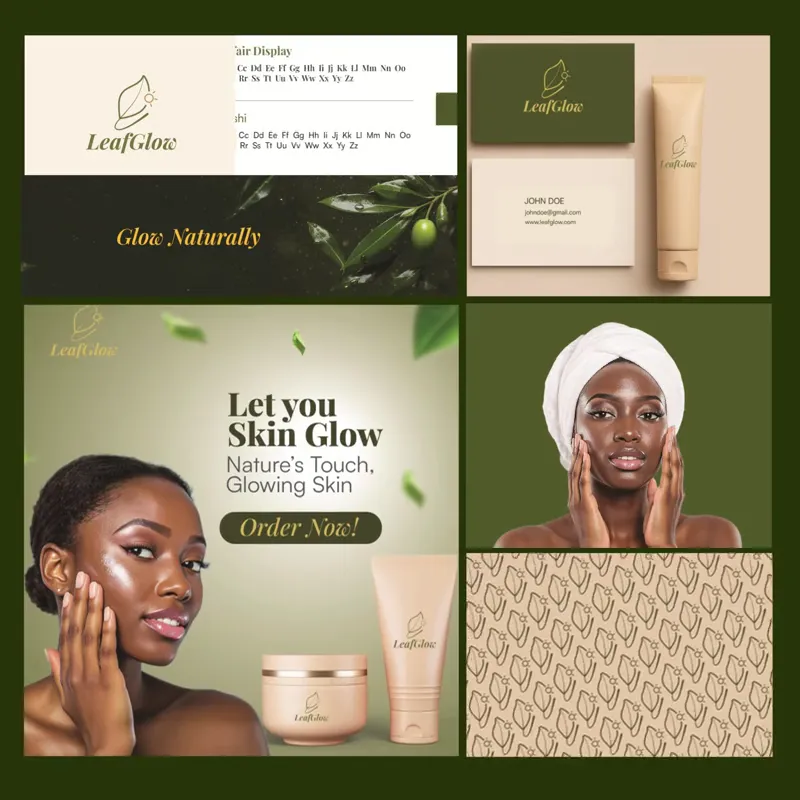 LeafGlow
fair Display
Cc Dd Ee Ff Gg Hh Ii Jj Kk Ll Mm Nn Oo
Rr Ss Tt Uu Vv Ww Xx Yy Zz
shi
Cc Dd Ee Ff Gg Hh Ii Jj Kk Ll Mm Nn Oo
Rr Ss Tt Uu Vv Ww Xx Yy Zz
Glow Naturally
LeafGlow
JOHN DOE
johndoe@gmail.com
www.leafglow.com
LeafGlow
LeafGlow
Let you
Skin Glow
Nature's Touch,
Glowing Skin
Order Now!
LeafGlow
LeafGlow